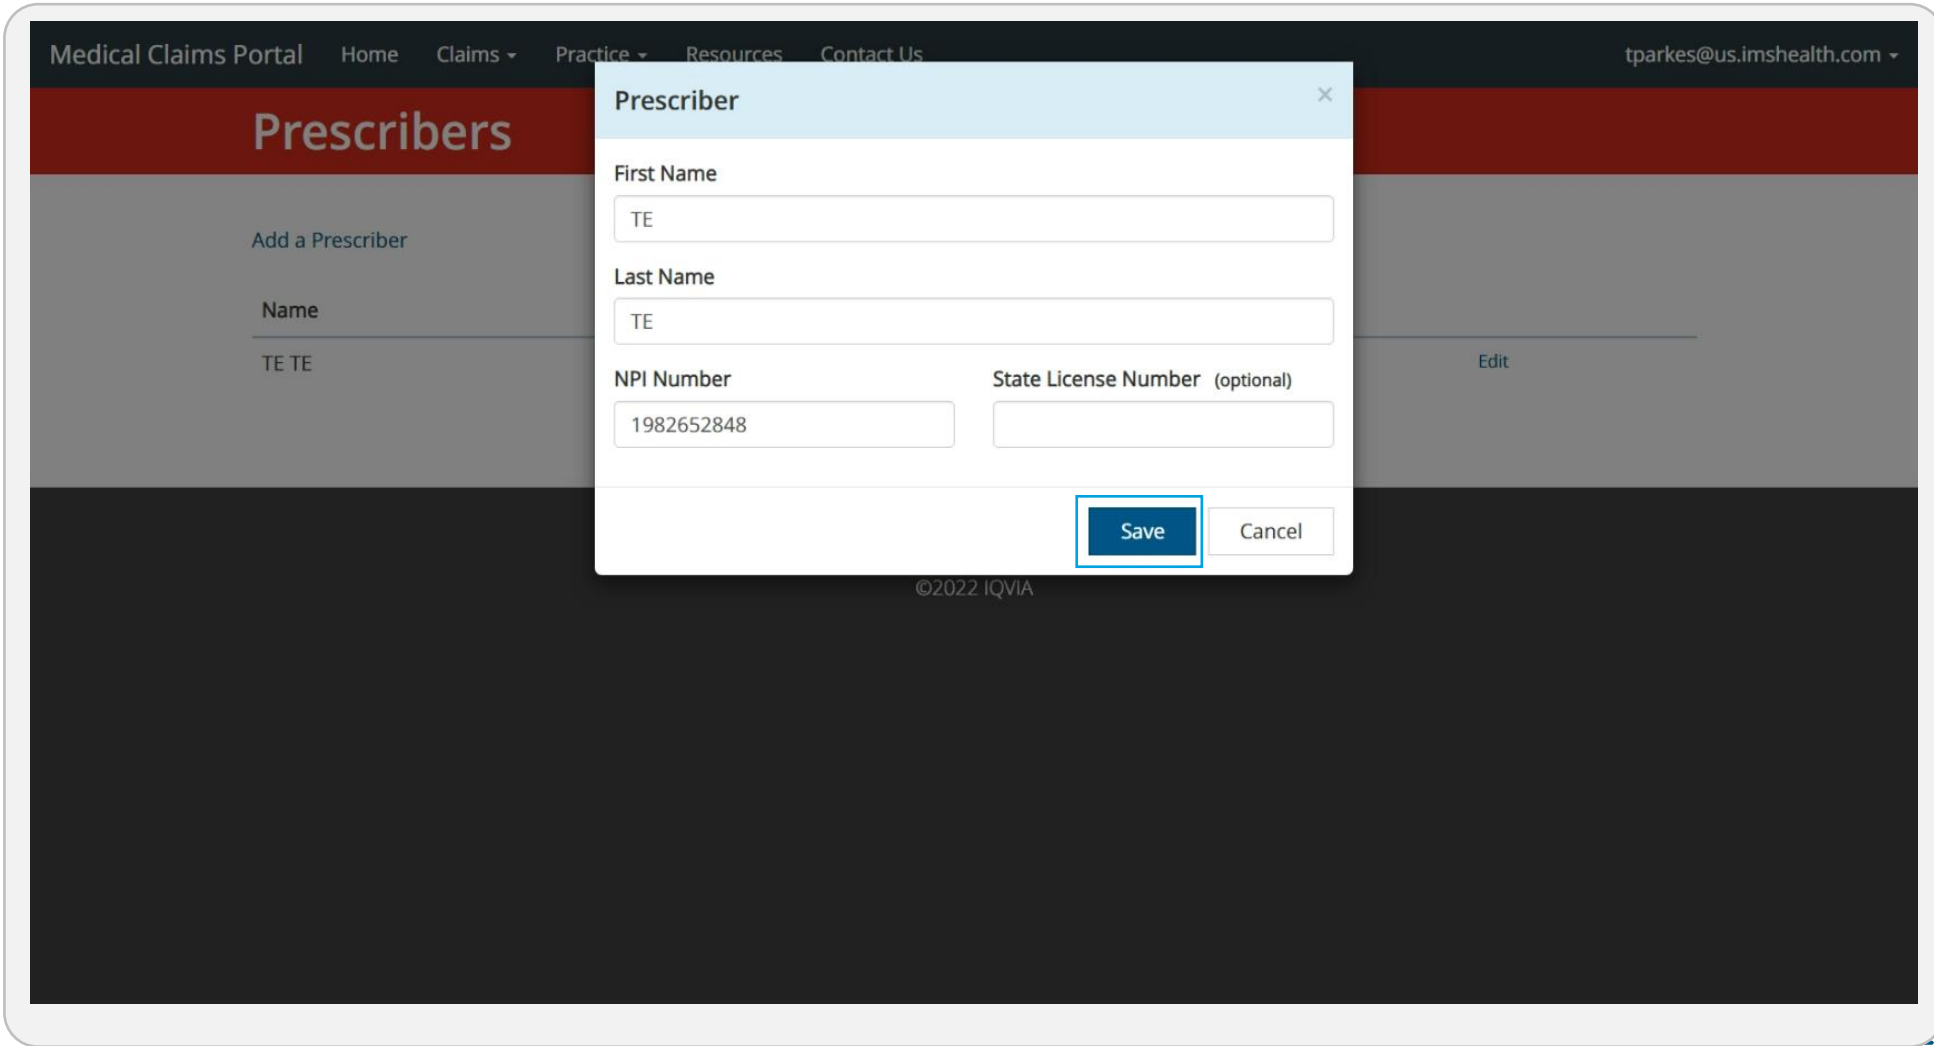 Medical Claims Portal Home Claims Practice Resources Contact Us tparkes@us.imshealth.com
Prescribers
Prescriber ×
First Name
TE
Add a Prescriber
Last Name
Name
TE
TE TE
Edit
NPI Number State License Number (optional)
1982652848
Save Cancel
©2022 IQVIA